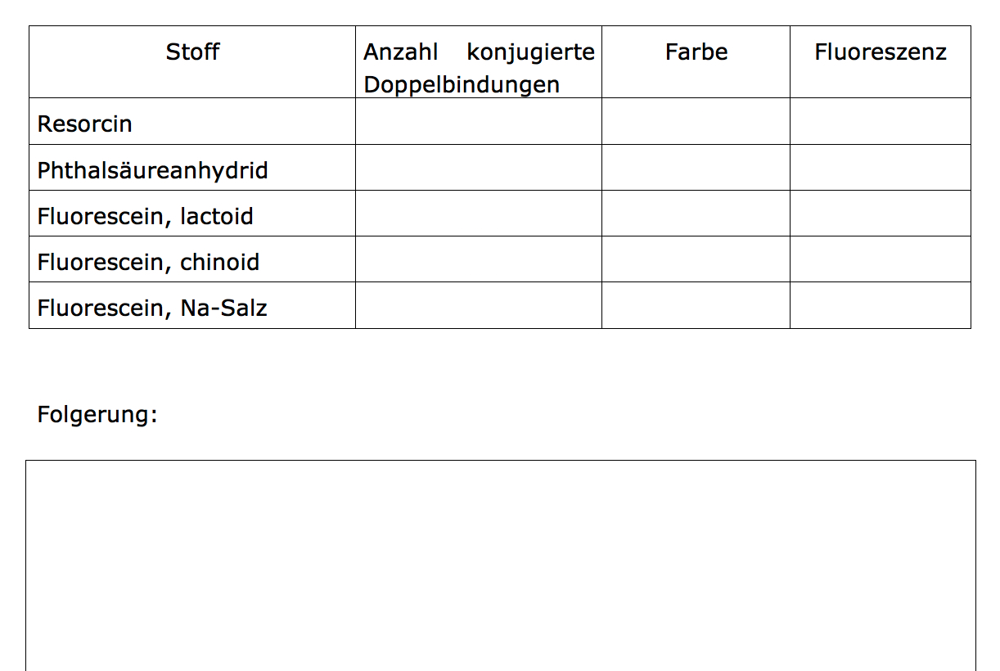 Stoff Anzahl konjugierte Farbe Fluoreszenz
Doppelbindungen
Resorcin
Phthalsäureanhydrid
Fluorescein, lactoid
Fluorescein, chinoid
Fluorescein, Na-Salz
Folgerung: